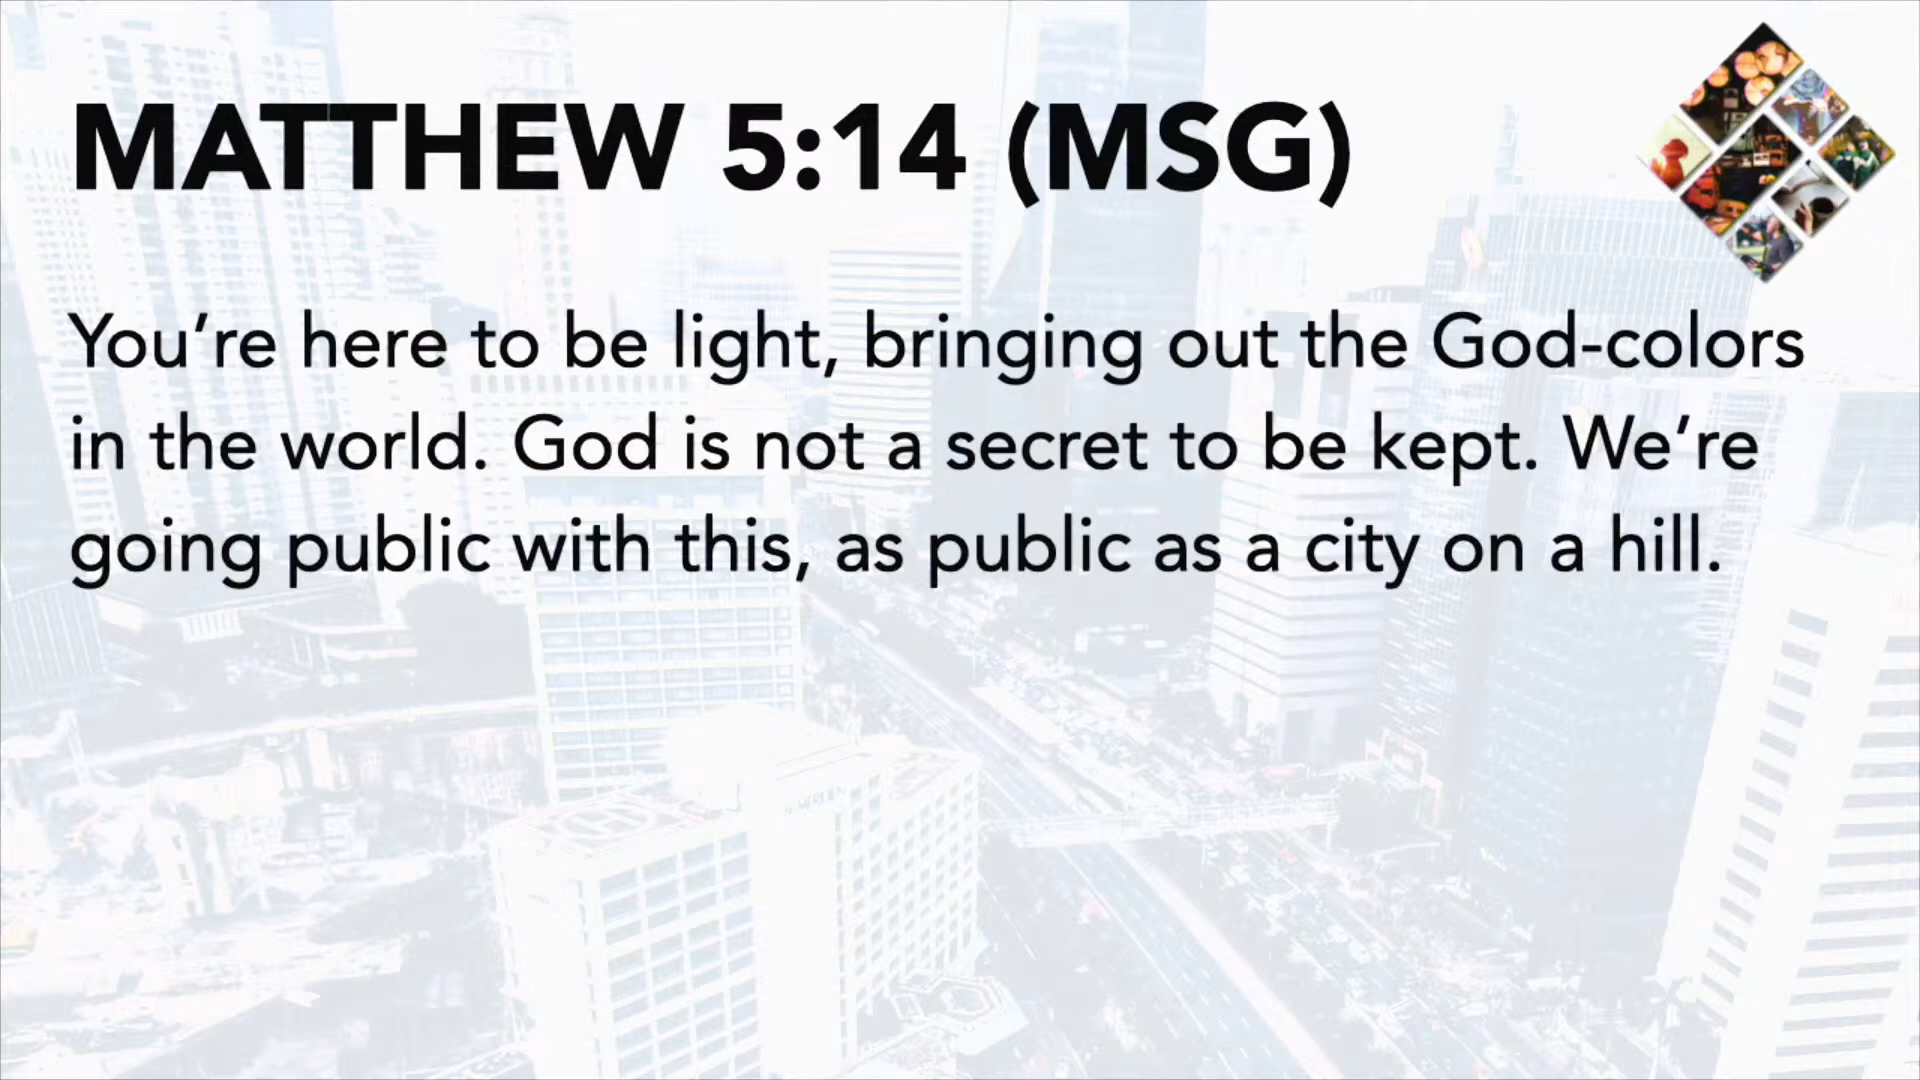 MATTHEW 5:14 (MSG)
You’re here to be light, bringing out the God-colors
in the world. God is not a secret to be kept. We’re
going public with this, as public as a city on a hill.